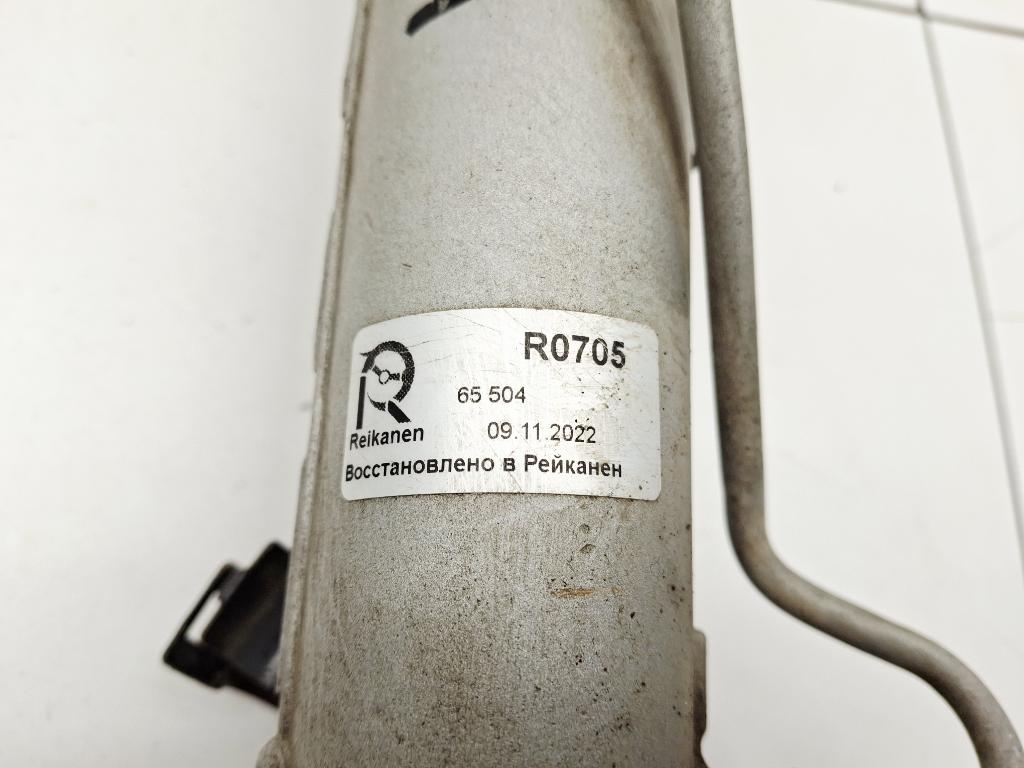 R0705
65 504
Reikanen
09.11.2022
Восстановлено в Рейканен